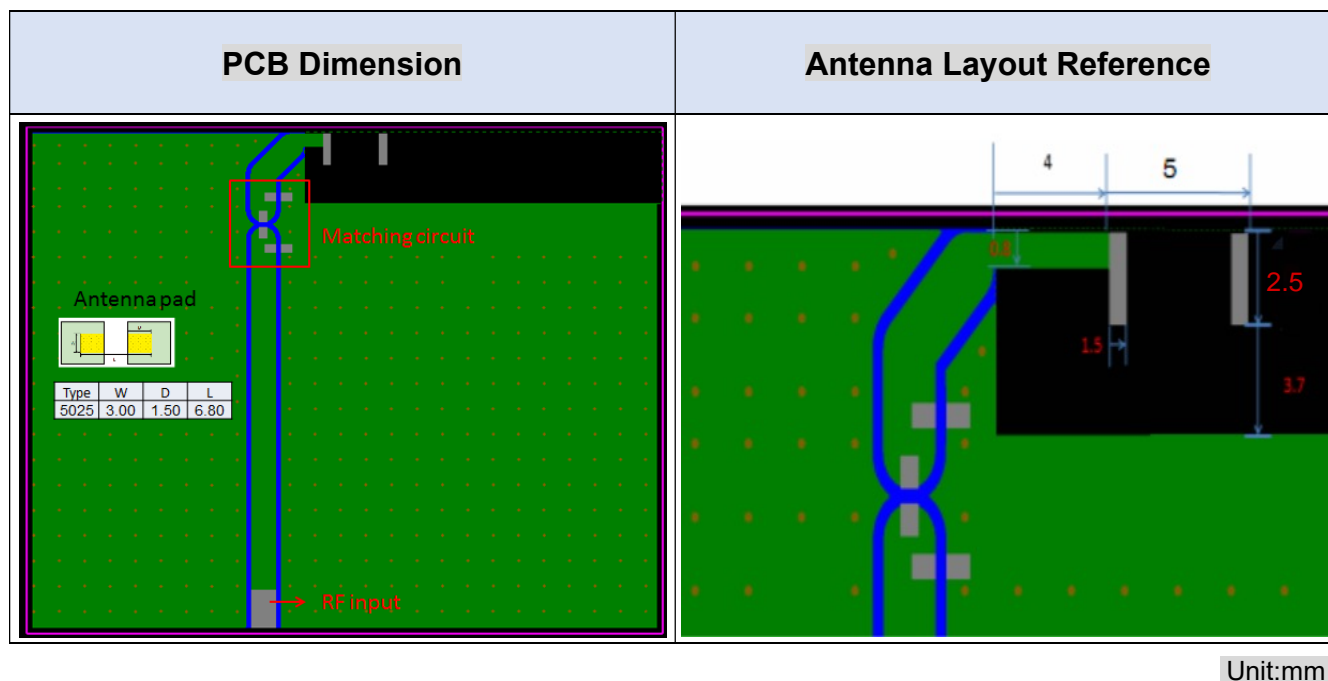 PCB Dimension
Antenna Layout Reference
Matching circuit
Antenna pad
Type W D L
5025 3.00 1.50 6.80
RF input
4
5
0.6
2.5
1.5
3.7
Unit:mm